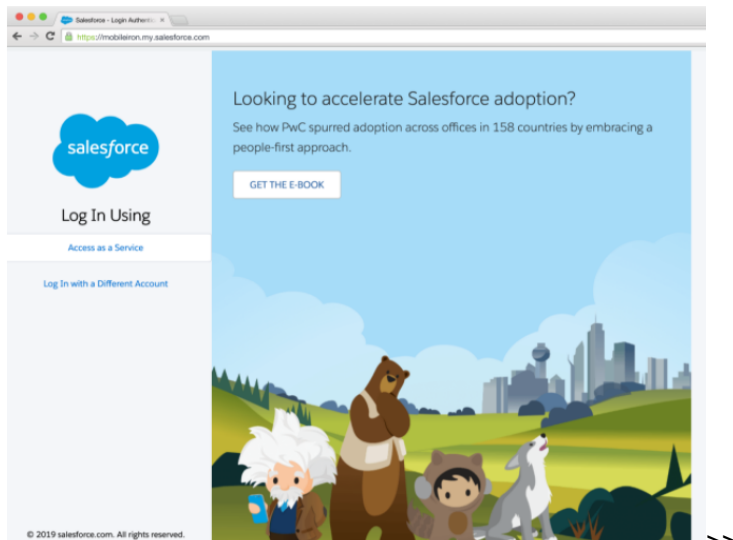 Salesforce - Login Authentic
https://mobileiron.my.salesforce.com
Looking to accelerate Salesforce adoption?
See how PwC spurred adoption across offices in 158 countries by embracing a
people-first approach.
GET THE E-BOOK
salesforce
Log In Using
Access as a Service
Log In with a Different Account
© 2019 salesforce.com. All rights reserved.
>>